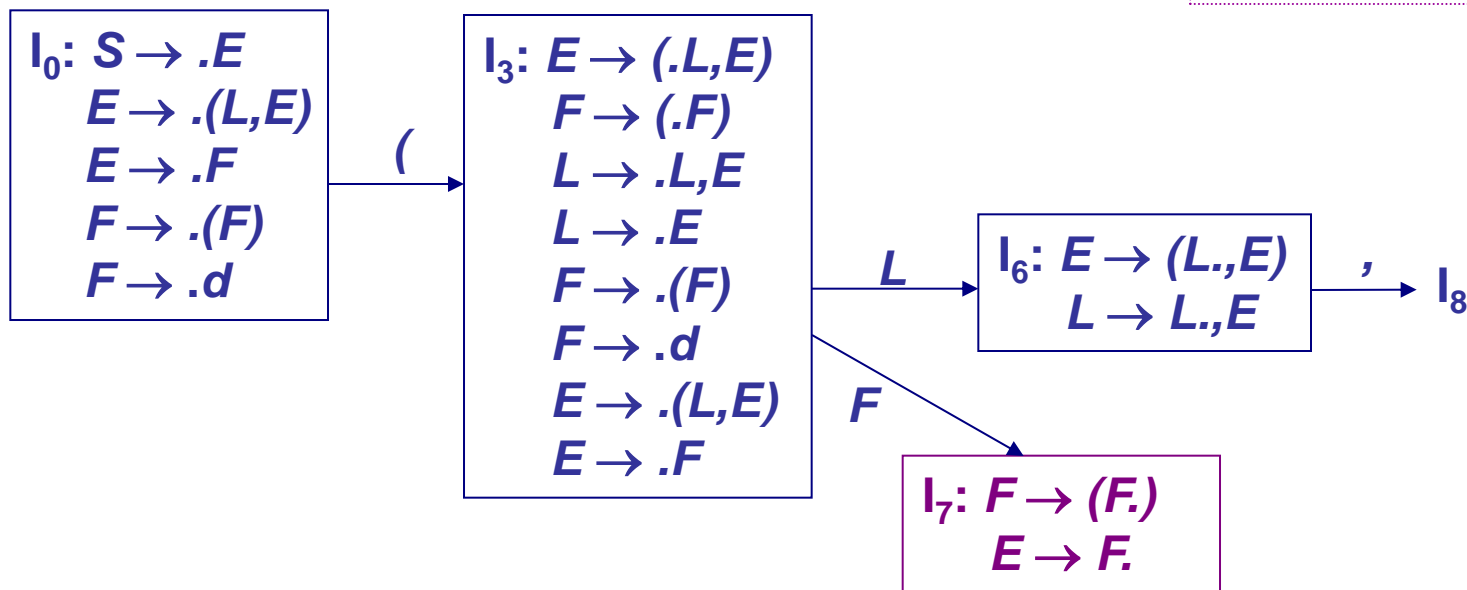 I₀: S → .E
E → .(L,E)
E → .F
F → .(F)
F → .d
(
I₃: E → (.L,E)
F → (.F)
L → .L,E
L → .E
F → .(F)
F → .d
E → .(L,E)
E → .F
L
I₆: E → (L.,E)
L → L.,E
,
I₈
F
I₇: F → (F.)
E → F.